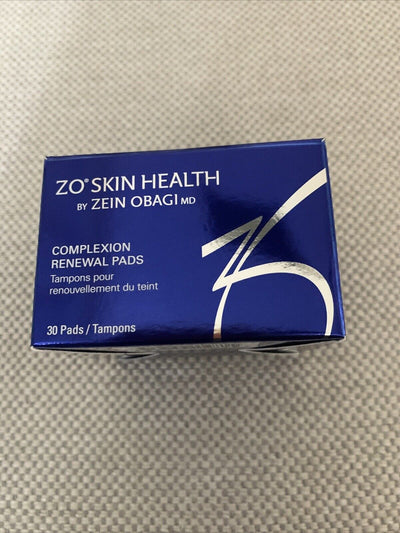 ZO® SKIN HEALTH
BY ZEIN OBAGI MD
COMPLEXION
RENEWAL PADS
Tampons pour
renouvellement du teint
30 Pads / Tampons